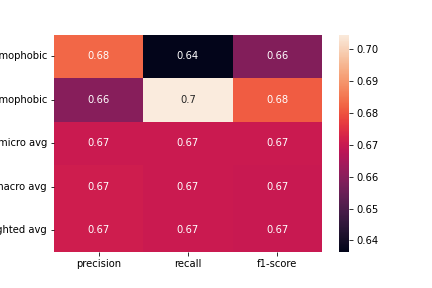 mophobic 0.68 0.64 0.66
mophobic 0.66 0.7 0.68
micro avg 0.67 0.67 0.67
nacro avg 0.67 0.67 0.67
ghted avg 0.67 0.67 0.67
precision recall f1-score
0.70
0.69
0.68
0.67
0.66
0.65
0.64